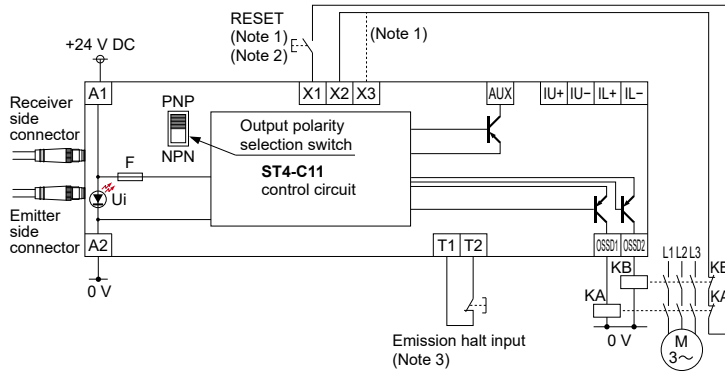 RESET
(Note 1)
(Note 2)
(Note 1)
+24 V DC
A1
X1
X2
X3
AUX
IU+
IU−
IL+
IL−
Receiver
side
connector
PNP
NPN
Output polarity
selection switch
ST4-C11
control circuit
F
Ui
Emitter
side
connector
A2
T1
T2
OSSD1
OSSD2
L1
L2
L3
KB
KB
KA
KA
0 V
0 V
Emission halt input
(Note 3)
M
3～